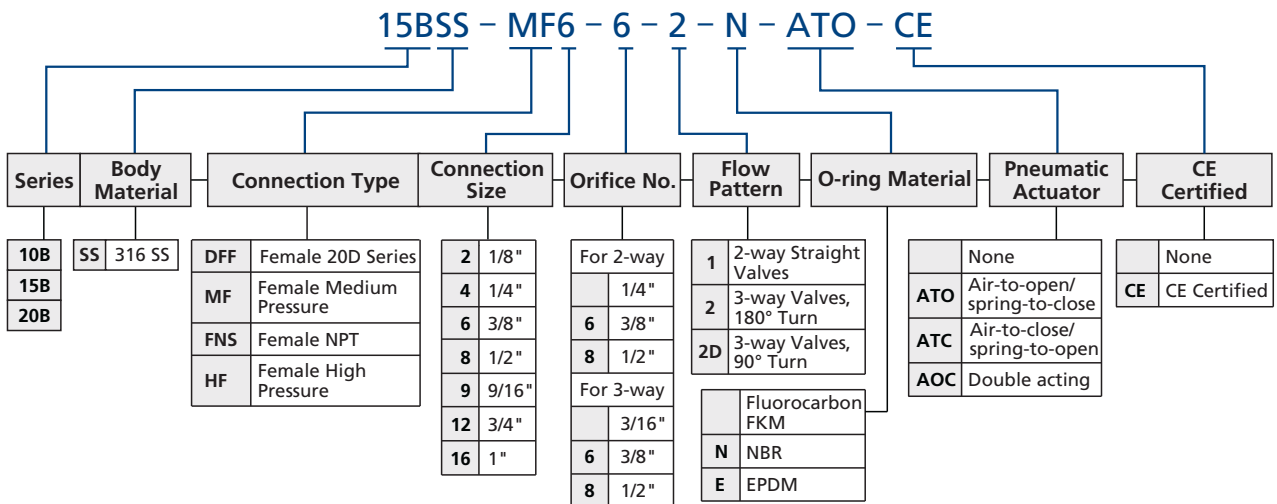 15BSS – MF6 – 6 – 2 – N – ATO – CE
Series
Body
Material
Connection Type
Connection
Size
Orifice No.
Flow
Pattern
O-ring Material
Pneumatic
Actuator
CE
Certified
10B
15B
20B
SS 316 SS
DFF Female 20D Series
MF Female Medium
Pressure
FNS Female NPT
HF Female High
Pressure
2 1/8"
4 1/4"
6 3/8"
8 1/2"
9 9/16"
12 3/4"
16 1"
For 2-way
1/4"
6 3/8"
8 1/2"
For 3-way
3/16"
6 3/8"
8 1/2"
1 2-way Straight
Valves
2 3-way Valves,
180° Turn
2D 3-way Valves,
90° Turn
Fluorocarbon
FKM
N NBR
E EPDM
None
ATO Air-to-open/
spring-to-close
ATC Air-to-close/
spring-to-open
AOC Double acting
None
CE CE Certified